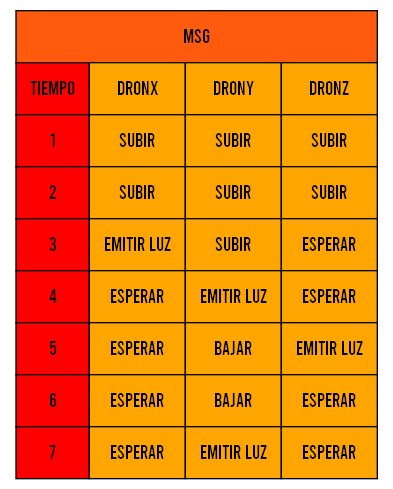 MSG
TIEMPO DRONX DRONY DRONZ
1 SUBIR SUBIR SUBIR
2 SUBIR SUBIR SUBIR
3 EMITIR LUZ SUBIR ESPERAR
4 ESPERAR EMITIR LUZ ESPERAR
5 ESPERAR BAJAR EMITIR LUZ
6 ESPERAR BAJAR ESPERAR
7 ESPERAR EMITIR LUZ ESPERAR